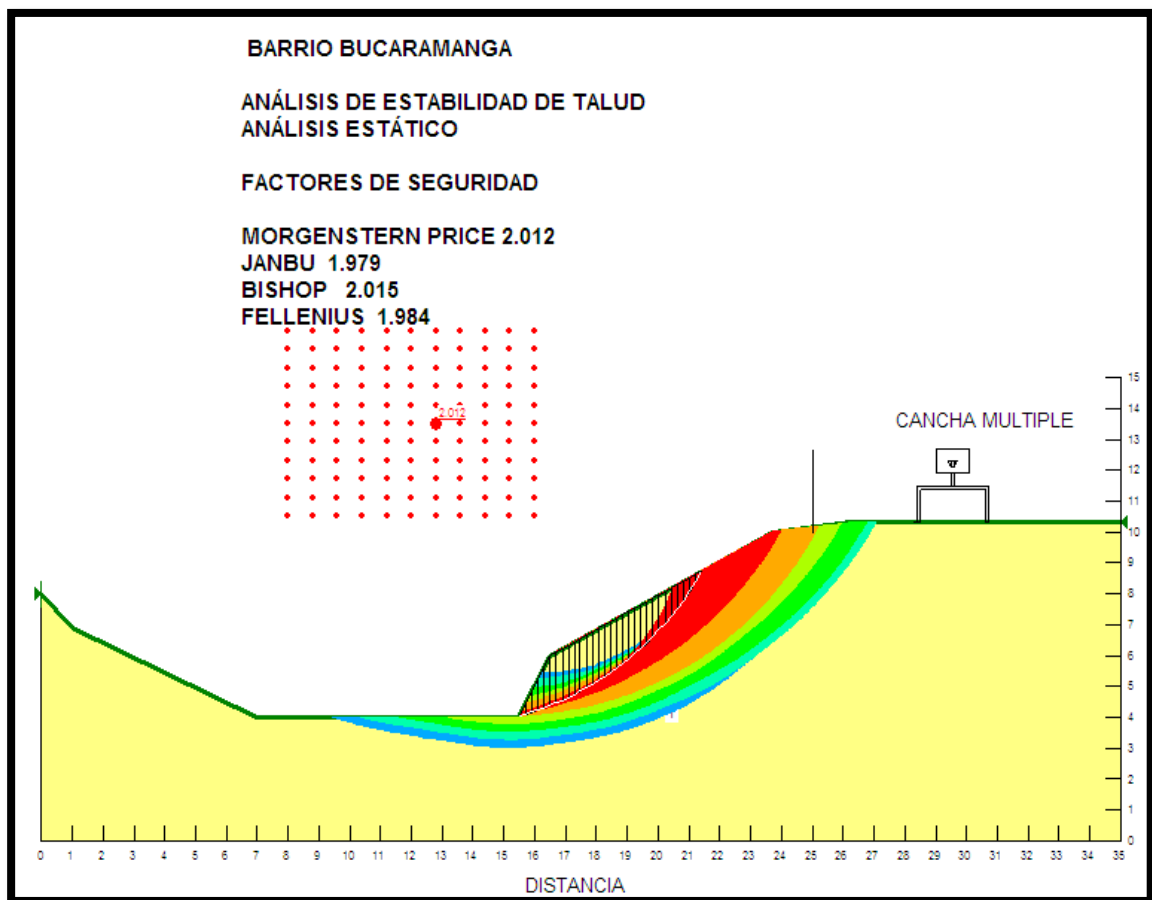 BARRIO BUCARAMANGA
ANÁLISIS DE ESTABILIDAD DE TALUD
ANÁLISIS ESTÁTICO
FACTORES DE SEGURIDAD
MORGENSTERN PRICE 2.012
JANBU 1.979
BISHOP 2.015
FELLENIUS 1.984
2.012
CANCHA MULTIPLE
15
14
13
12
11
10
9
8
7
6
5
4
3
2
1
0
1
0 1 2 3 4 5 6 7 8 9 10 11 12 13 14 15 16 17 18 19 20 21 22 23 24 25 26 27 28 29 30 31 32 33 34 35
DISTANCIA